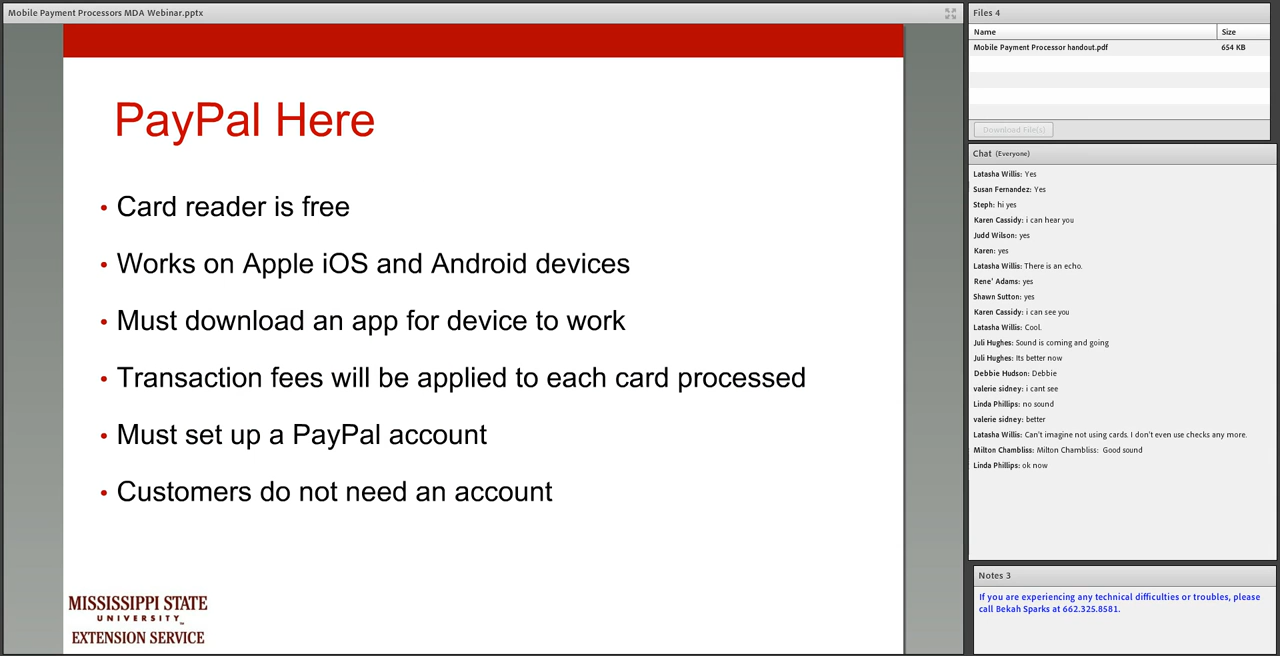 Mobile Payment Processors MDA Webinar.pptx
PayPal Here
• Card reader is free
• Works on Apple iOS and Android devices
• Must download an app for device to work
• Transaction fees will be applied to each card processed
• Must set up a PayPal account
• Customers do not need an account
MISSISSIPPI STATE
UNIVERSITY™
EXTENSION SERVICE
Files 4
Name Size
Mobile Payment Processor handout.pdf 654 KB
Download File(s)
Chat (Everyone)
Latasha Willis: Yes
Susan Fernandez: Yes
Steph: hi yes
Karen Cassidy: i can hear you
Judd Wilson: yes
Karen: yes
Latasha Willis: There is an echo.
Rene' Adams: yes
Shawn Sutton: yes
Karen Cassidy: i can see you
Latasha Willis: Cool.
Juli Hughes: Sound is coming and going
Juli Hughes: Its better now
Debbie Hudson: Debbie
valerie sidney: i cant see
Linda Phillips: no sound
valerie sidney: better
Latasha Willis: Can't imagine not using cards. I don't even use checks any more.
Milton Chambliss: Milton Chambliss: Good sound
Linda Phillips: ok now
Notes 3
If you are experiencing any technical difficulties or troubles, please
call Bekah Sparks at 662.325.8581.